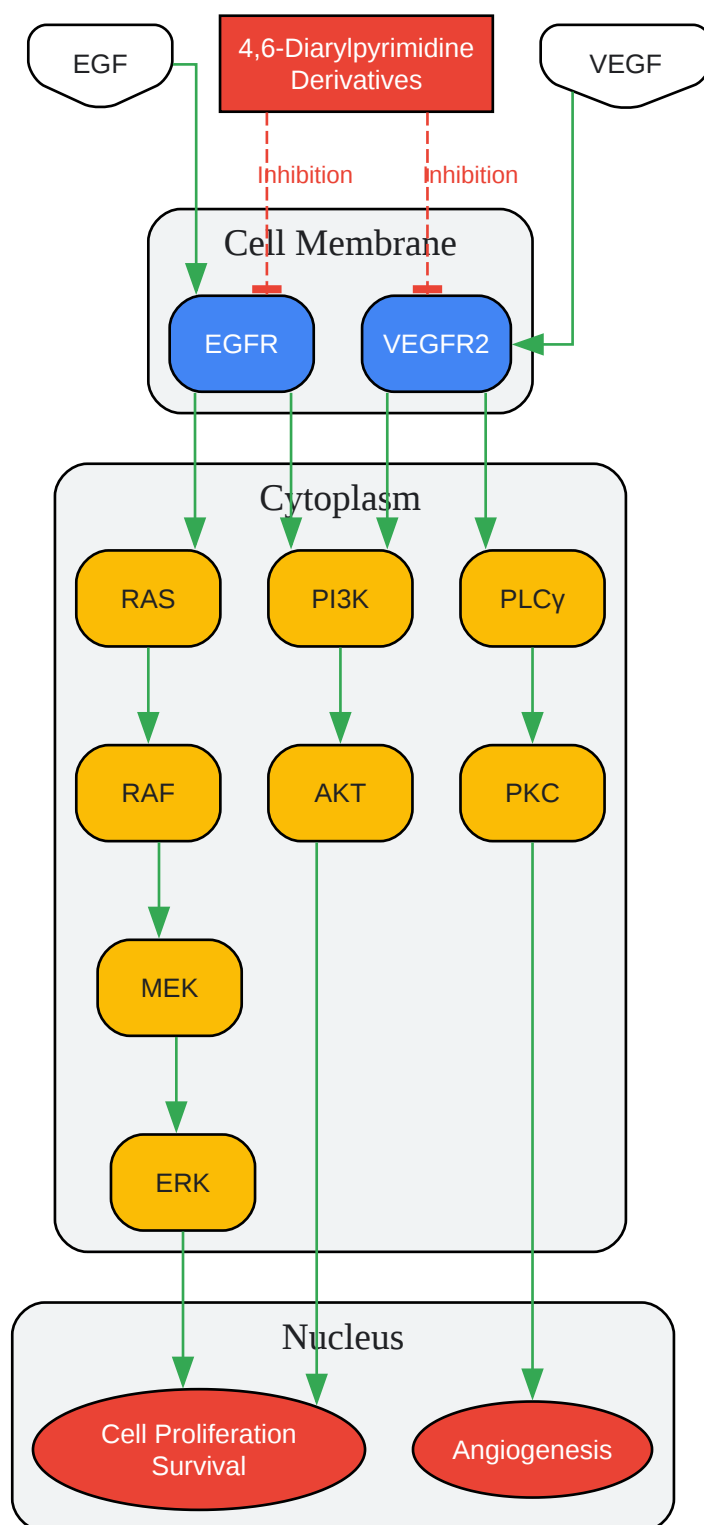 EGF
4,6-Diarylpyrimidine
Derivatives
VEGF
Inhibition
Inhibition
Cell Membrane
EGFR
VEGFR2
Cytoplasm
RAS
PI3K
PLCγ
RAF
AKT
PKC
MEK
ERK
Nucleus
Cell Proliferation
Survival
Angiogenesis